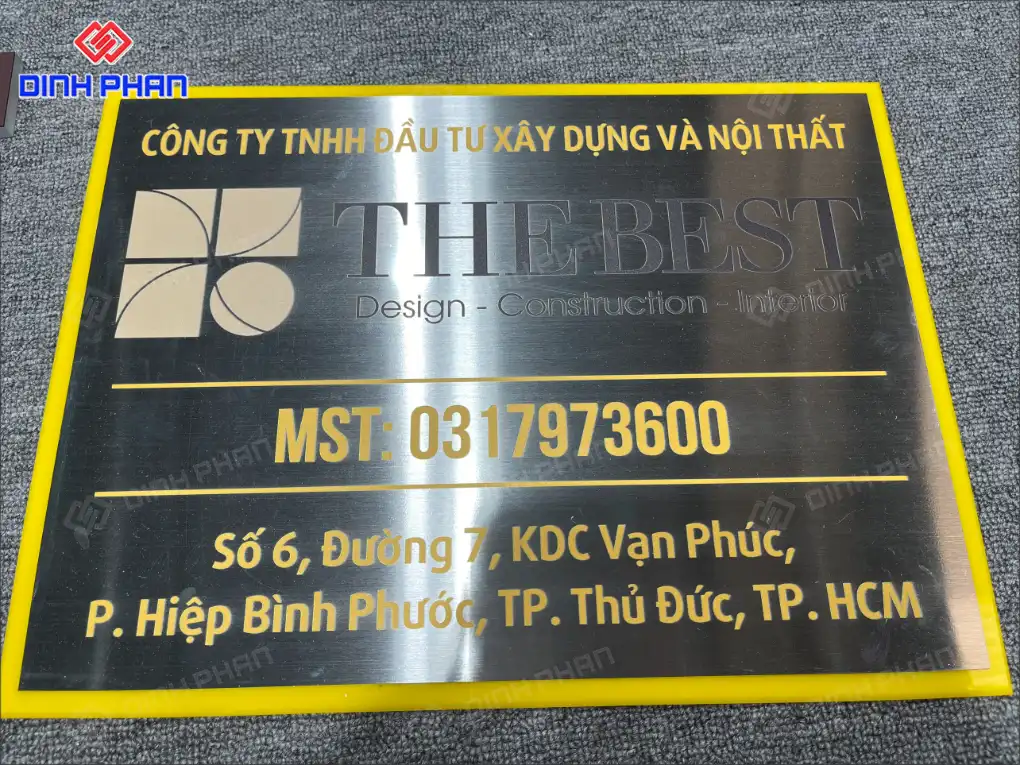 DINH PHAN
CÔNG TY TNHH ĐẦU TƯ XÂY DỰNG VÀ NỘI THẤT
THE BEST
Design - Construction - Interior
MST: 0317973600
Số 6, Đường 7, KDC Vạn Phúc,
P. Hiệp Bình Phước, TP. Thủ Đức, TP. HCM